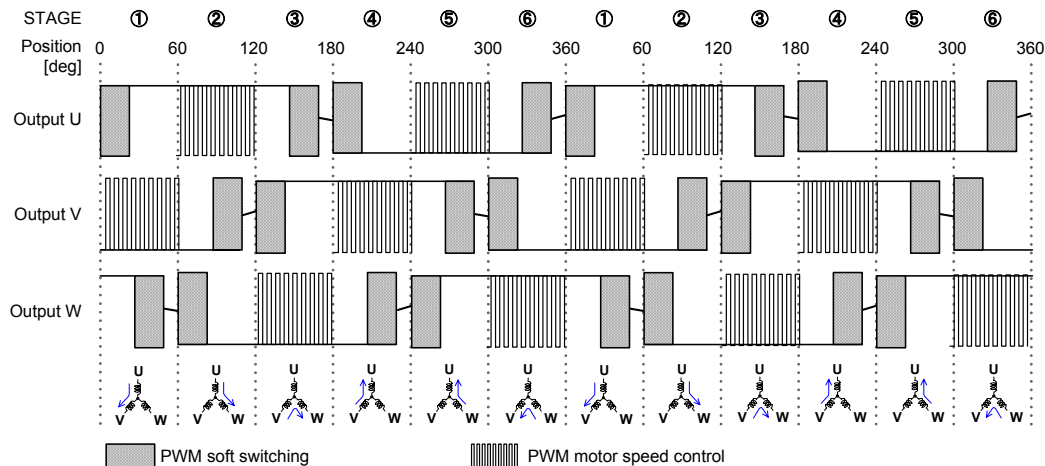 STAGE ① ② ③ ④ ⑤ ⑥ ① ② ③ ④ ⑤ ⑥
Position 0 60 120 180 240 300 360 60 120 180 240 300 360
[deg]
Output U
Output V
Output W
U U U U U U U U U U U U
V W V W V W V W V W V W V W V W V W V W V W V W
PWM soft switching PWM motor speed control